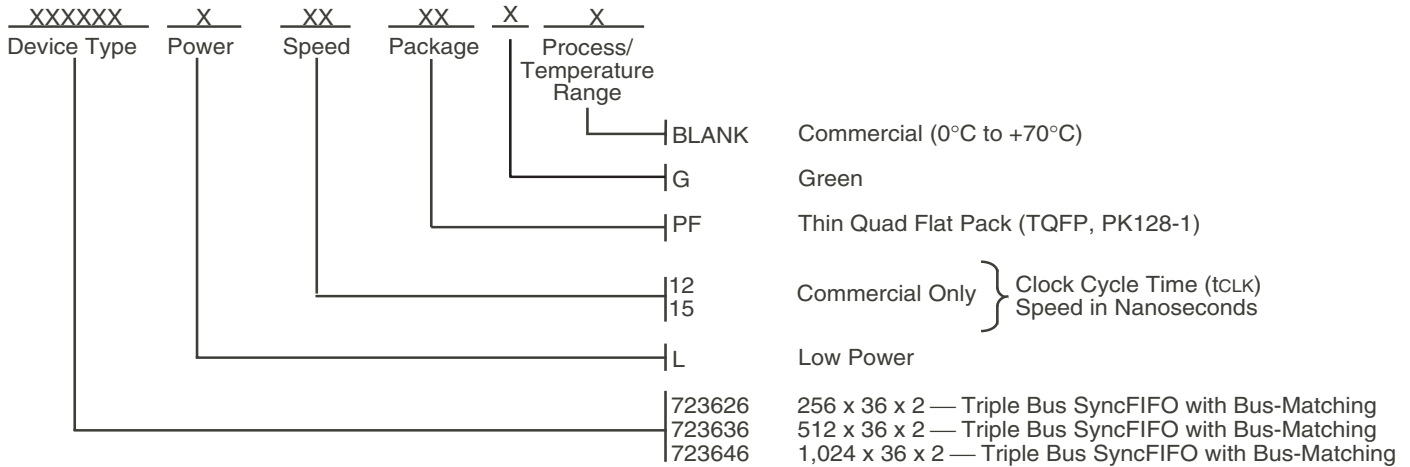 XXXXXX X XX XX X X
Device Type Power Speed Package Process/
Temperature
Range
BLANK Commercial (0°C to +70°C)
G Green
PF Thin Quad Flat Pack (TQFP, PK128-1)
12
15
Commercial Only
Clock Cycle Time (tCLK)
Speed in Nanoseconds
L Low Power
723626 256 x 36 x 2 — Triple Bus SyncFIFO with Bus-Matching
723636 512 x 36 x 2 — Triple Bus SyncFIFO with Bus-Matching
723646 1,024 x 36 x 2 — Triple Bus SyncFIFO with Bus-Matching